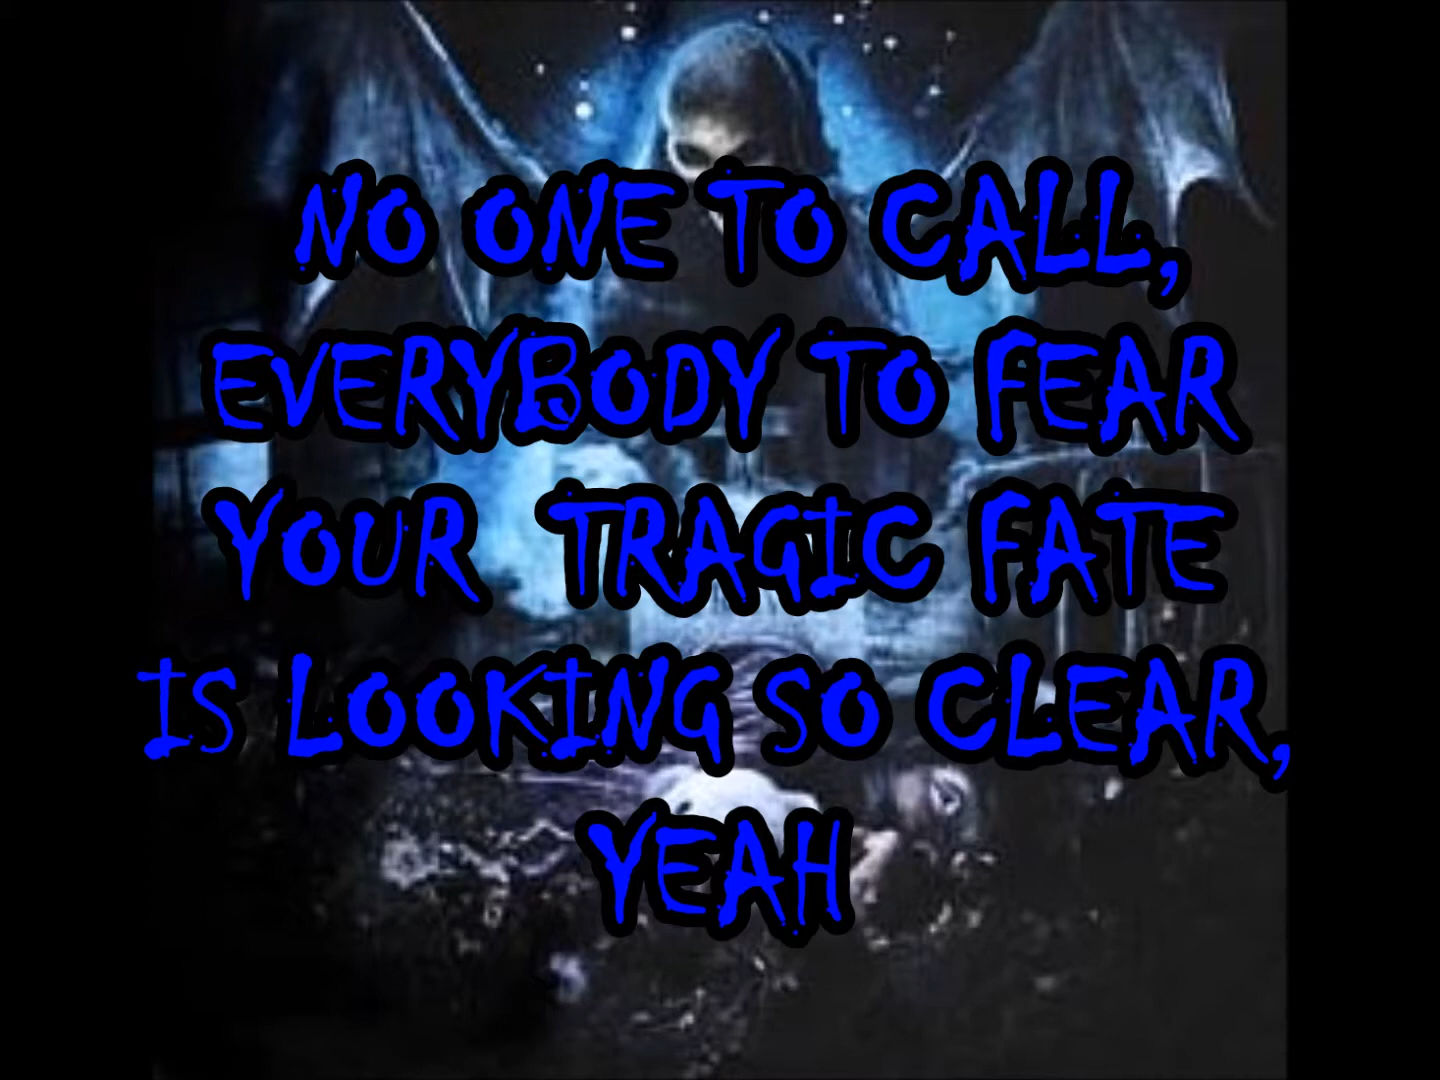 NO ONE TO CALL,
EVERYBODY TO FEAR
YOUR TRAGIC FATE
IS LOOKING SO CLEAR,
YEAH